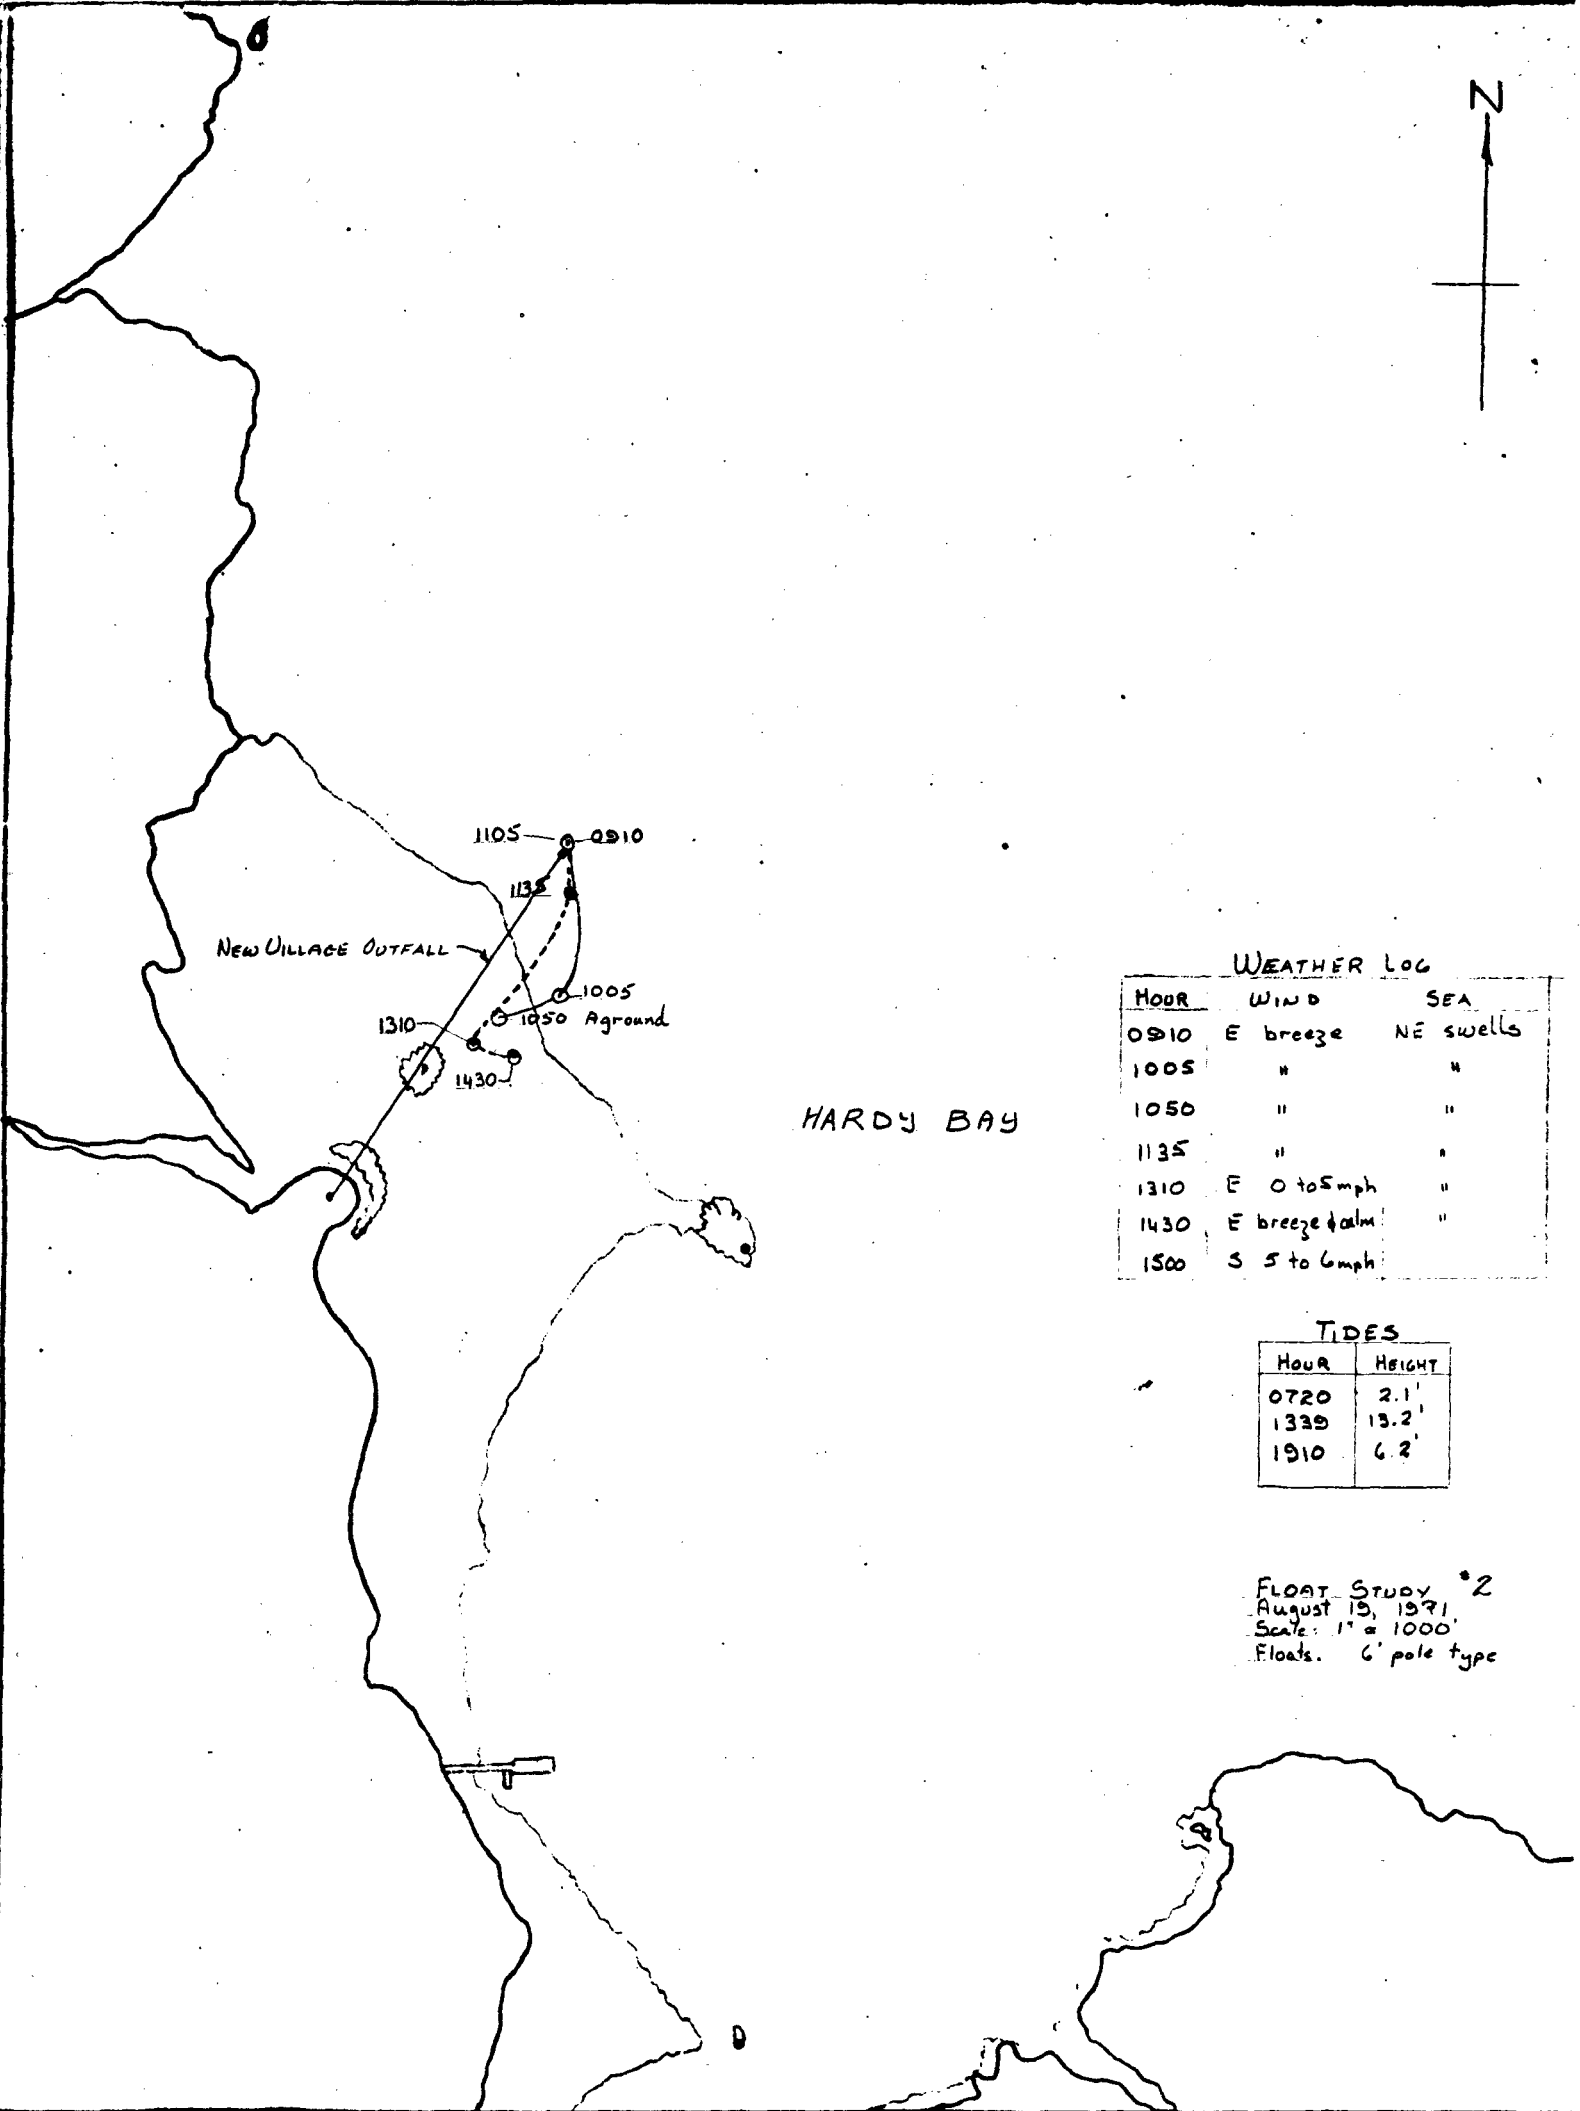 N
1105 0910
1135
NEW VILLAGE OUTFALL
1005
1050 Aground
1310
1430
HARDY BAY
WEATHER LOG
HOUR WIND SEA
0910 E breeze NE swells
1005 " "
1050 " "
1135 " "
1310 E 0 to 5 mph "
1430 E breeze & calm "
1500 S 5 to 6 mph
TIDES
HOUR HEIGHT
0720 2.1'
1339 13.2'
1910 6.2'
FLOAT STUDY #2
August 19, 1971
Scale: 1" = 1000'
Floats. 6' pole type